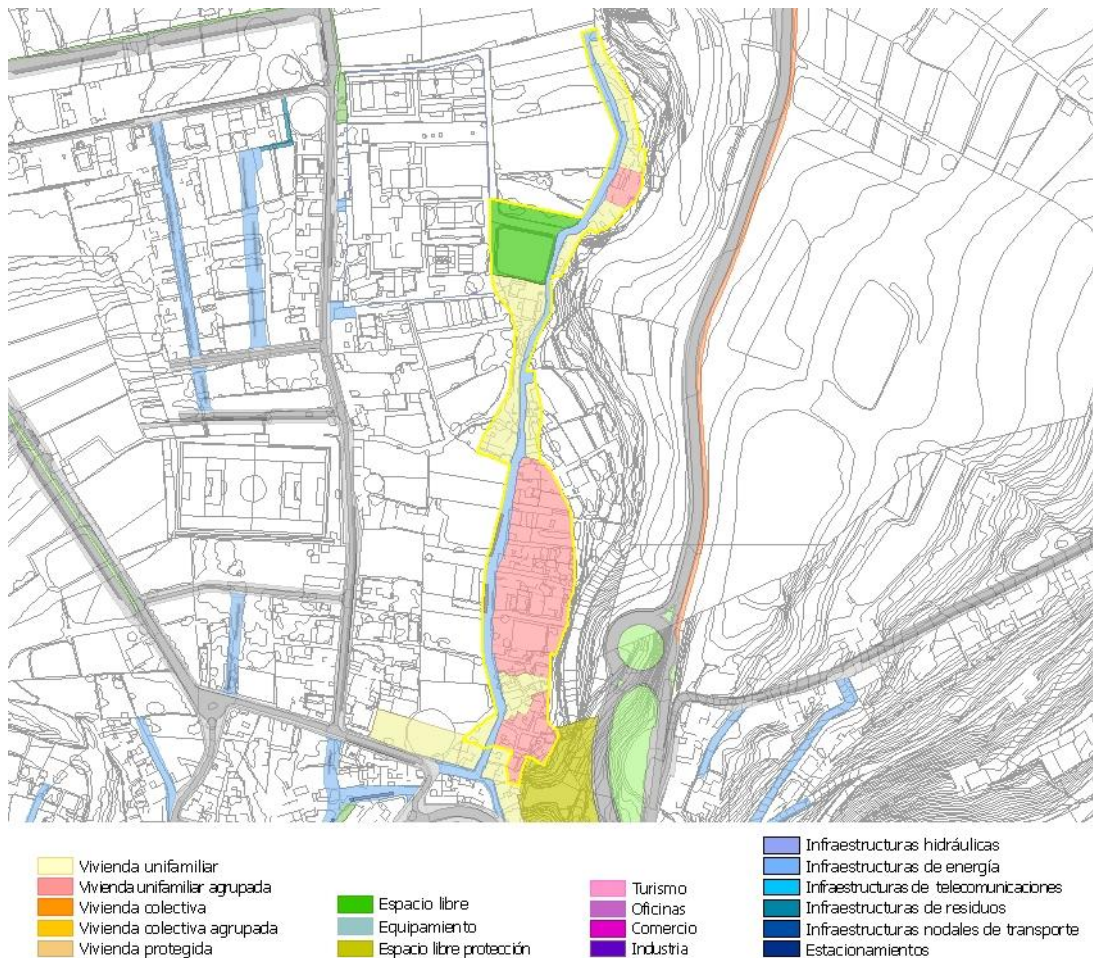 Vivienda unifamiliar
Vivienda unifamiliar agrupada
Vivienda colectiva
Vivienda colectiva agrupada
Vivienda protegida
Espacio libre
Equipamiento
Espacio libre protección
Turismo
Oficinas
Comercio
Industria
Infraestructuras hidráulicas
Infraestructuras de energía
Infraestructuras de telecomunicaciones
Infraestructuras de residuos
Infraestructuras nodales de transporte
Estacionamientos